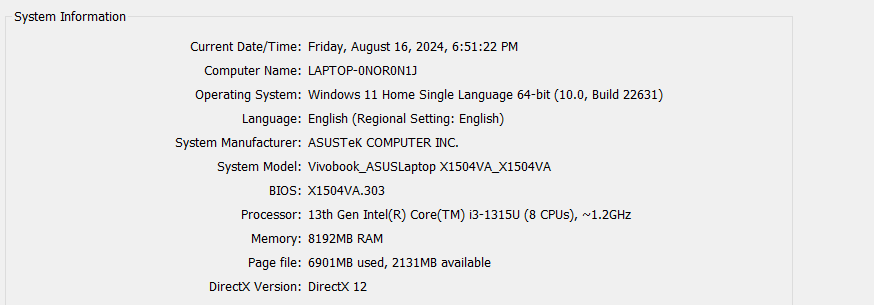 System Information
Current Date/Time: Friday, August 16, 2024, 6:51:22 PM
Computer Name: LAPTOP-0NOR0N1J
Operating System: Windows 11 Home Single Language 64-bit (10.0, Build 22631)
Language: English (Regional Setting: English)
System Manufacturer: ASUSTeK COMPUTER INC.
System Model: Vivobook_ASUSLaptop X1504VA_X1504VA
BIOS: X1504VA.303
Processor: 13th Gen Intel(R) Core(TM) i3-1315U (8 CPUs), ~1.2GHz
Memory: 8192MB RAM
Page file: 6901MB used, 2131MB available
DirectX Version: DirectX 12